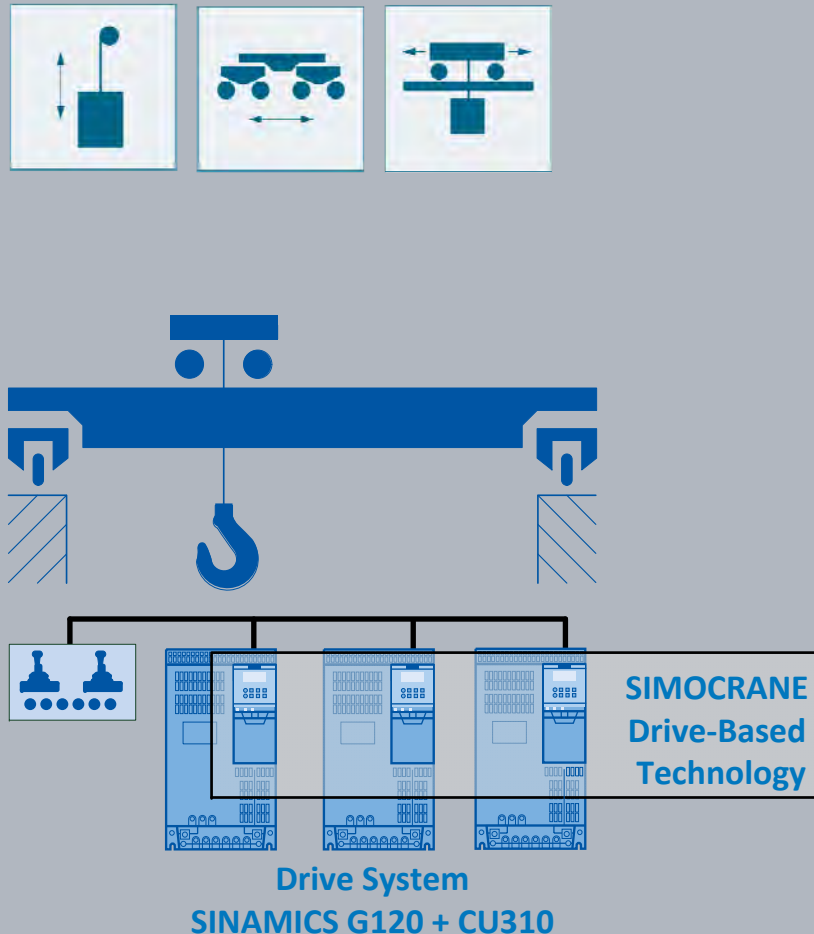 SIMOCRANE
Drive-Based
Technology
Drive System
SINAMICS G120 + CU310